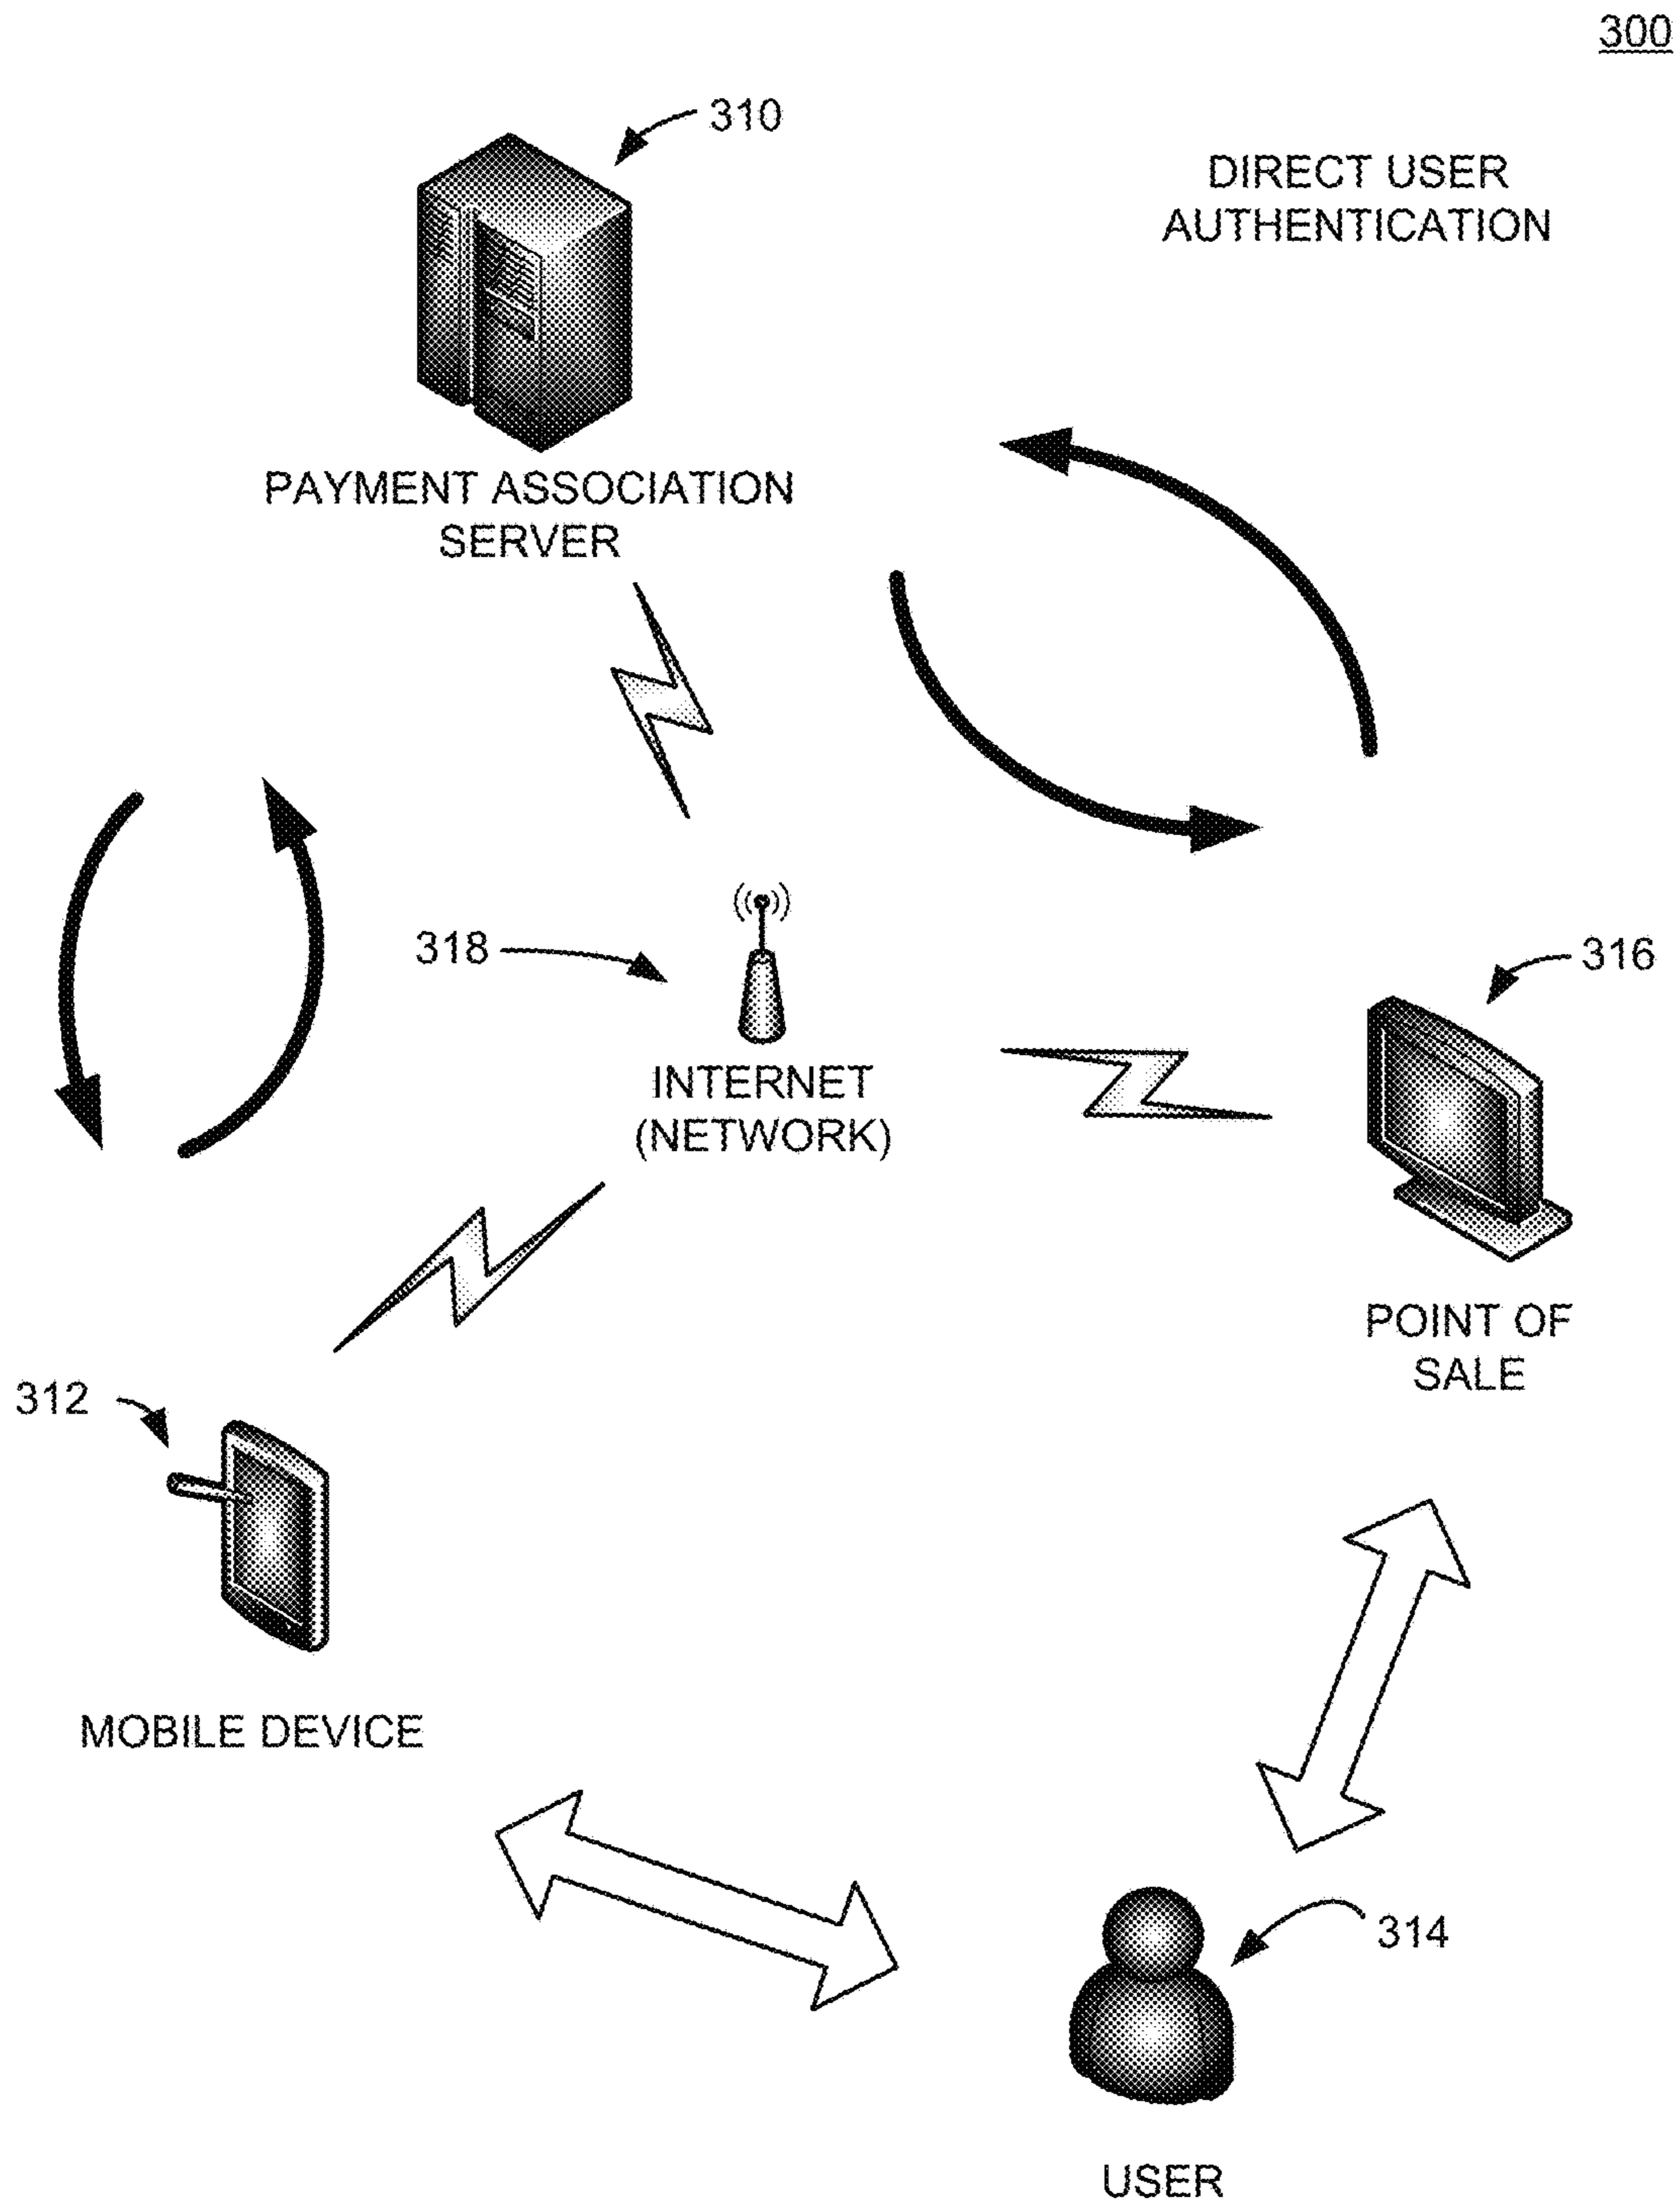 300
310
DIRECT USER
AUTHENTICATION
PAYMENT ASSOCIATION
SERVER
318
316
INTERNET
(NETWORK)
POINT OF
SALE
312
MOBILE DEVICE
314
USER